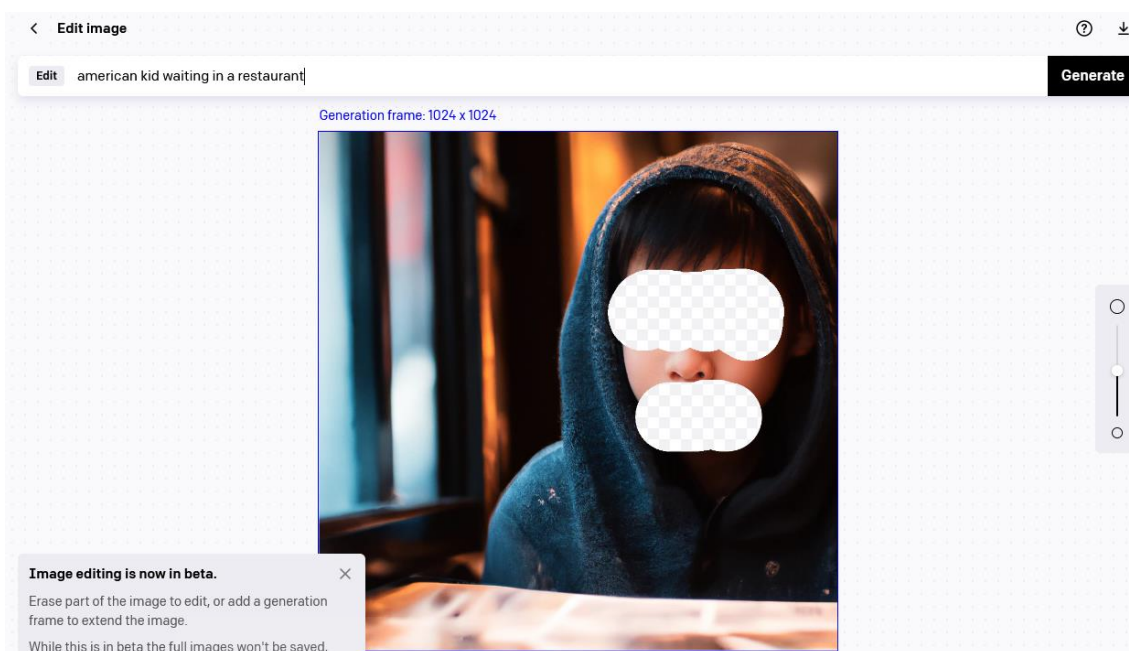 Edit image
Edit american kid waiting in a restaurant Generate
Generation frame: 1024 x 1024
Image editing is now in beta.
Erase part of the image to edit, or add a generation
frame to extend the image.
While this is in beta the full images won't be saved.